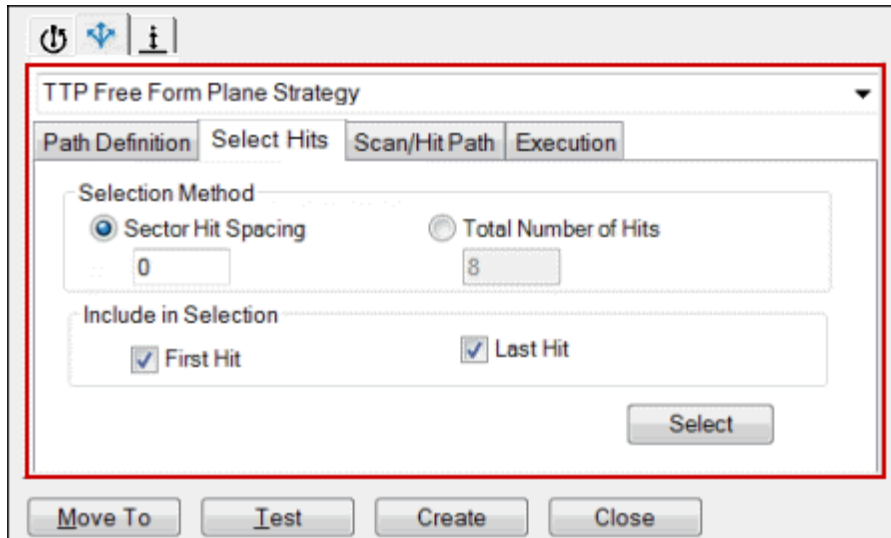 TTP Free Form Plane Strategy
Path Definition Select Hits Scan/Hit Path Execution
Selection Method
Sector Hit Spacing Total Number of Hits
0 8
Include in Selection
First Hit Last Hit
Select
Move To Test Create Close